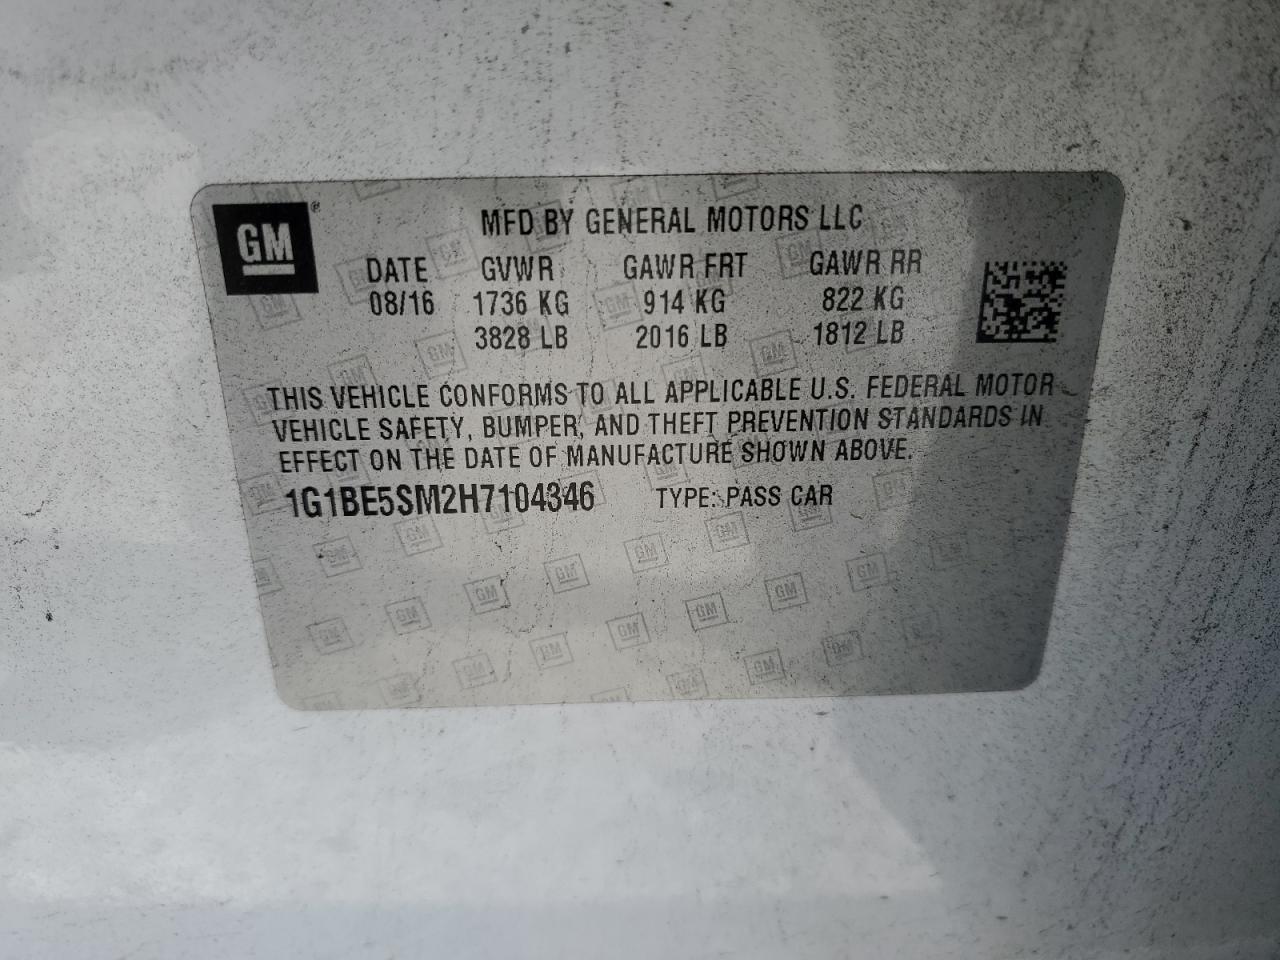 GM
MFD BY GENERAL MOTORS LLC
DATE GVWR GAWR FRT GAWR RR
08/16 1736 KG 914 KG 822 KG
3828 LB 2016 LB 1812 LB
THIS VEHICLE CONFORMS TO ALL APPLICABLE U.S. FEDERAL MOTOR
VEHICLE SAFETY, BUMPER, AND THEFT PREVENTION STANDARDS IN
EFFECT ON THE DATE OF MANUFACTURE SHOWN ABOVE.
1G1BE5SM2H7104346 TYPE: PASS CAR